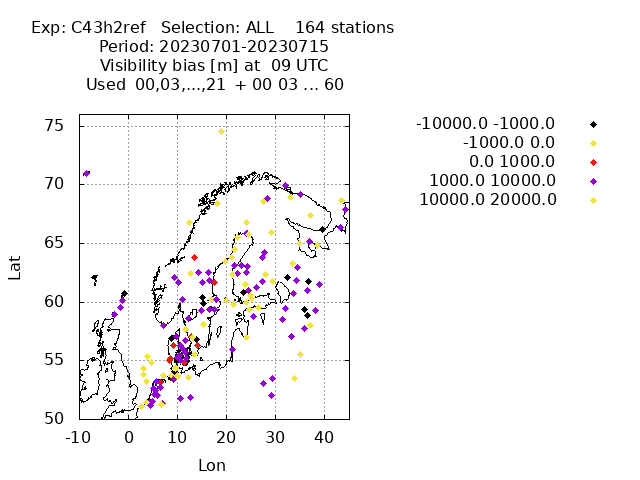 Exp: C43h2ref   Selection: ALL    164 stations
Period: 20230701-20230715
Visibility bias [m] at  09 UTC
Used  00,03,...,21  + 00 03 ... 60
-10000.0 -1000.0
-1000.0 0.0
0.0 1000.0
1000.0 10000.0
10000.0 20000.0
75
70
65
60
55
50
Lat
-10 0 10 20 30 40
Lon